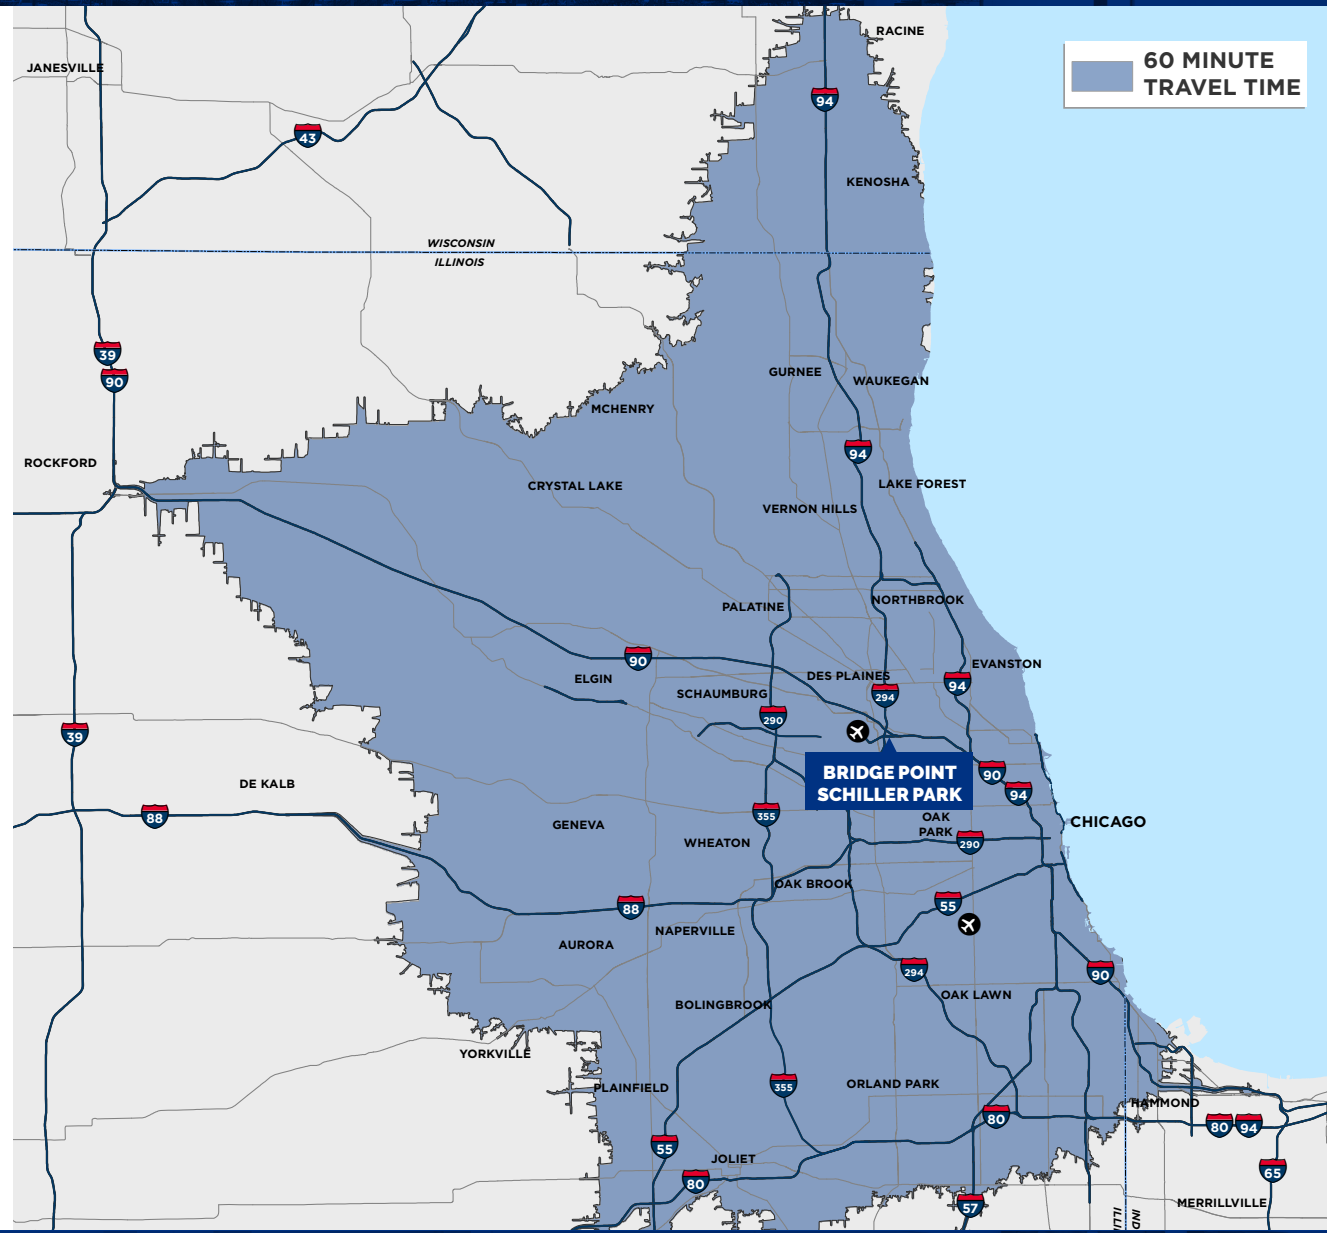 RACINE
60 MINUTE
TRAVEL TIME
JANESVILLE
94
43
KENOSHA
WISCONSIN
ILLINOIS
39
90
GURNEE
WAUKEGAN
MCHENRY
94
ROCKFORD
CRYSTAL LAKE
LAKE FOREST
VERNON HILLS
PALATINE
NORTHBROOK
90
EVANSTON
ELGIN
DES PLAINES
SCHAUMBURG
294
94
290
39
BRIDGE POINT
SCHILLER PARK
90
94
DE KALB
88
355
OAK
PARK
CHICAGO
GENEVA
WHEATON
290
OAK BROOK
88
55
NAPERVILLE
AURORA
294
90
OAK LAWN
BOLINGBROOK
YORKVILLE
PLAINFIELD
355
ORLAND PARK
HAMMOND
80
80
94
55
JOLIET
65
80
57
MERRILLVILLE
ILLI
IND